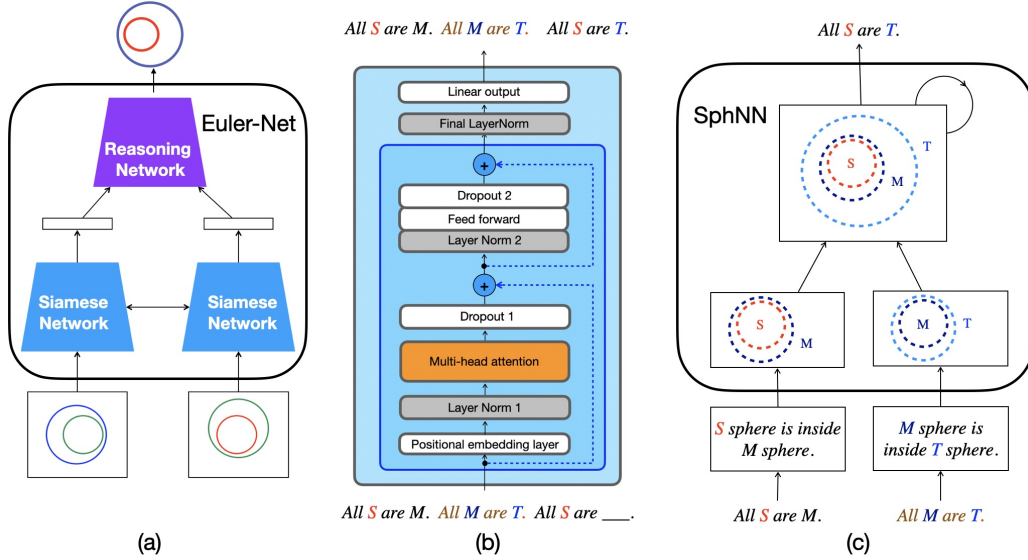 Euler-Net
Reasoning
Network
Siamese
Network
Siamese
Network
(a)
All S are M. All M are T. All S are T.
Linear output
Final LayerNorm
+
Dropout 2
Feed forward
Layer Norm 2
+
Dropout 1
Multi-head attention
Layer Norm 1
Positional embedding layer
All S are M. All M are T. All S are ___.
(b)
All S are T.
SphNN
T
S
M
S
M
M
T
S sphere is inside
M sphere.
M sphere is
inside T sphere.
All S are M.
All M are T.
(c)